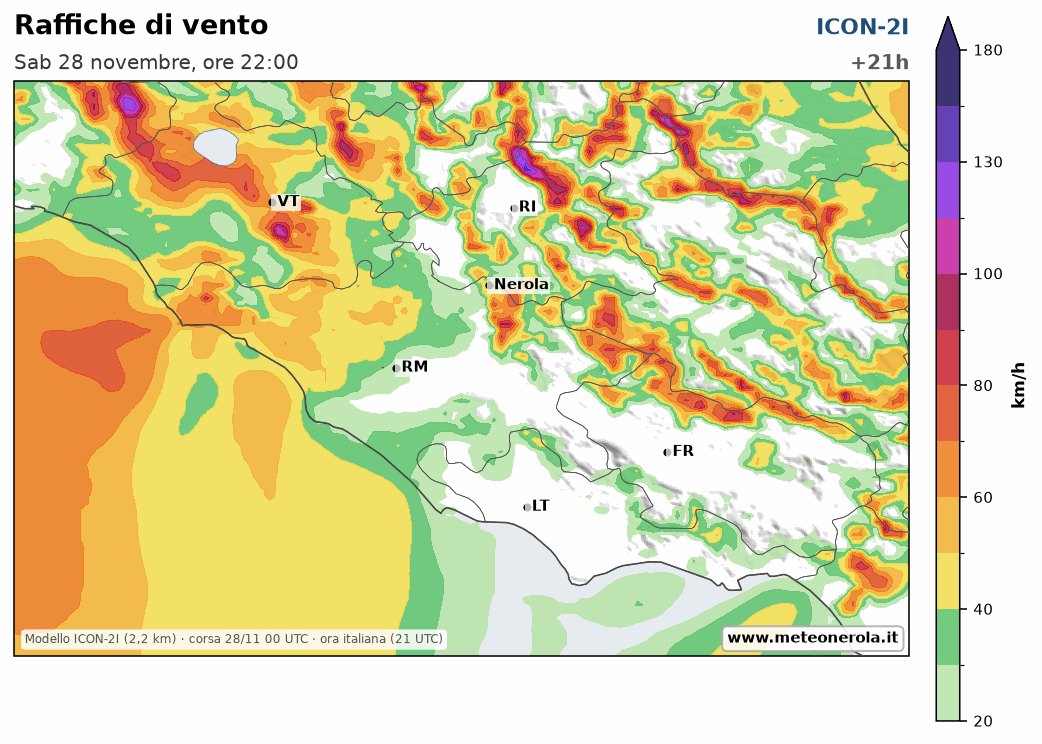 Raffiche di vento
ICON-2I
Sab 28 novembre, ore 22:00
+21h
VT
RI
Nerola
RM
FR
LT
Modello ICON-2I (2,2 km) · corsa 28/11 00 UTC · ora italiana (21 UTC)
www.meteonerola.it
180
130
100
80
60
40
20
km/h